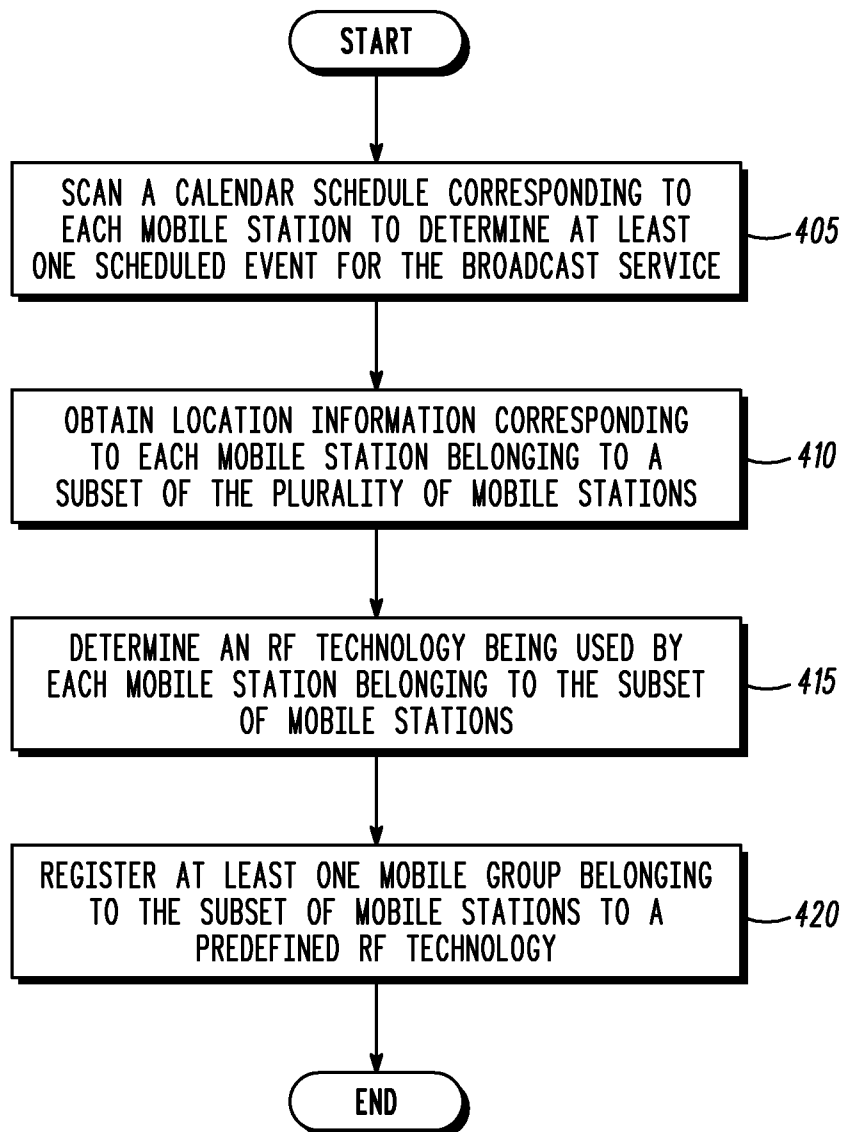 START
SCAN A CALENDAR SCHEDULE CORRESPONDING TO
EACH MOBILE STATION TO DETERMINE AT LEAST
ONE SCHEDULED EVENT FOR THE BROADCAST SERVICE
405
OBTAIN LOCATION INFORMATION CORRESPONDING
TO EACH MOBILE STATION BELONGING TO A
SUBSET OF THE PLURALITY OF MOBILE STATIONS
410
DETERMINE AN RF TECHNOLOGY BEING USED BY
EACH MOBILE STATION BELONGING TO THE SUBSET
OF MOBILE STATIONS
415
REGISTER AT LEAST ONE MOBILE GROUP BELONGING
TO THE SUBSET OF MOBILE STATIONS TO A
PREDEFINED RF TECHNOLOGY
420
END